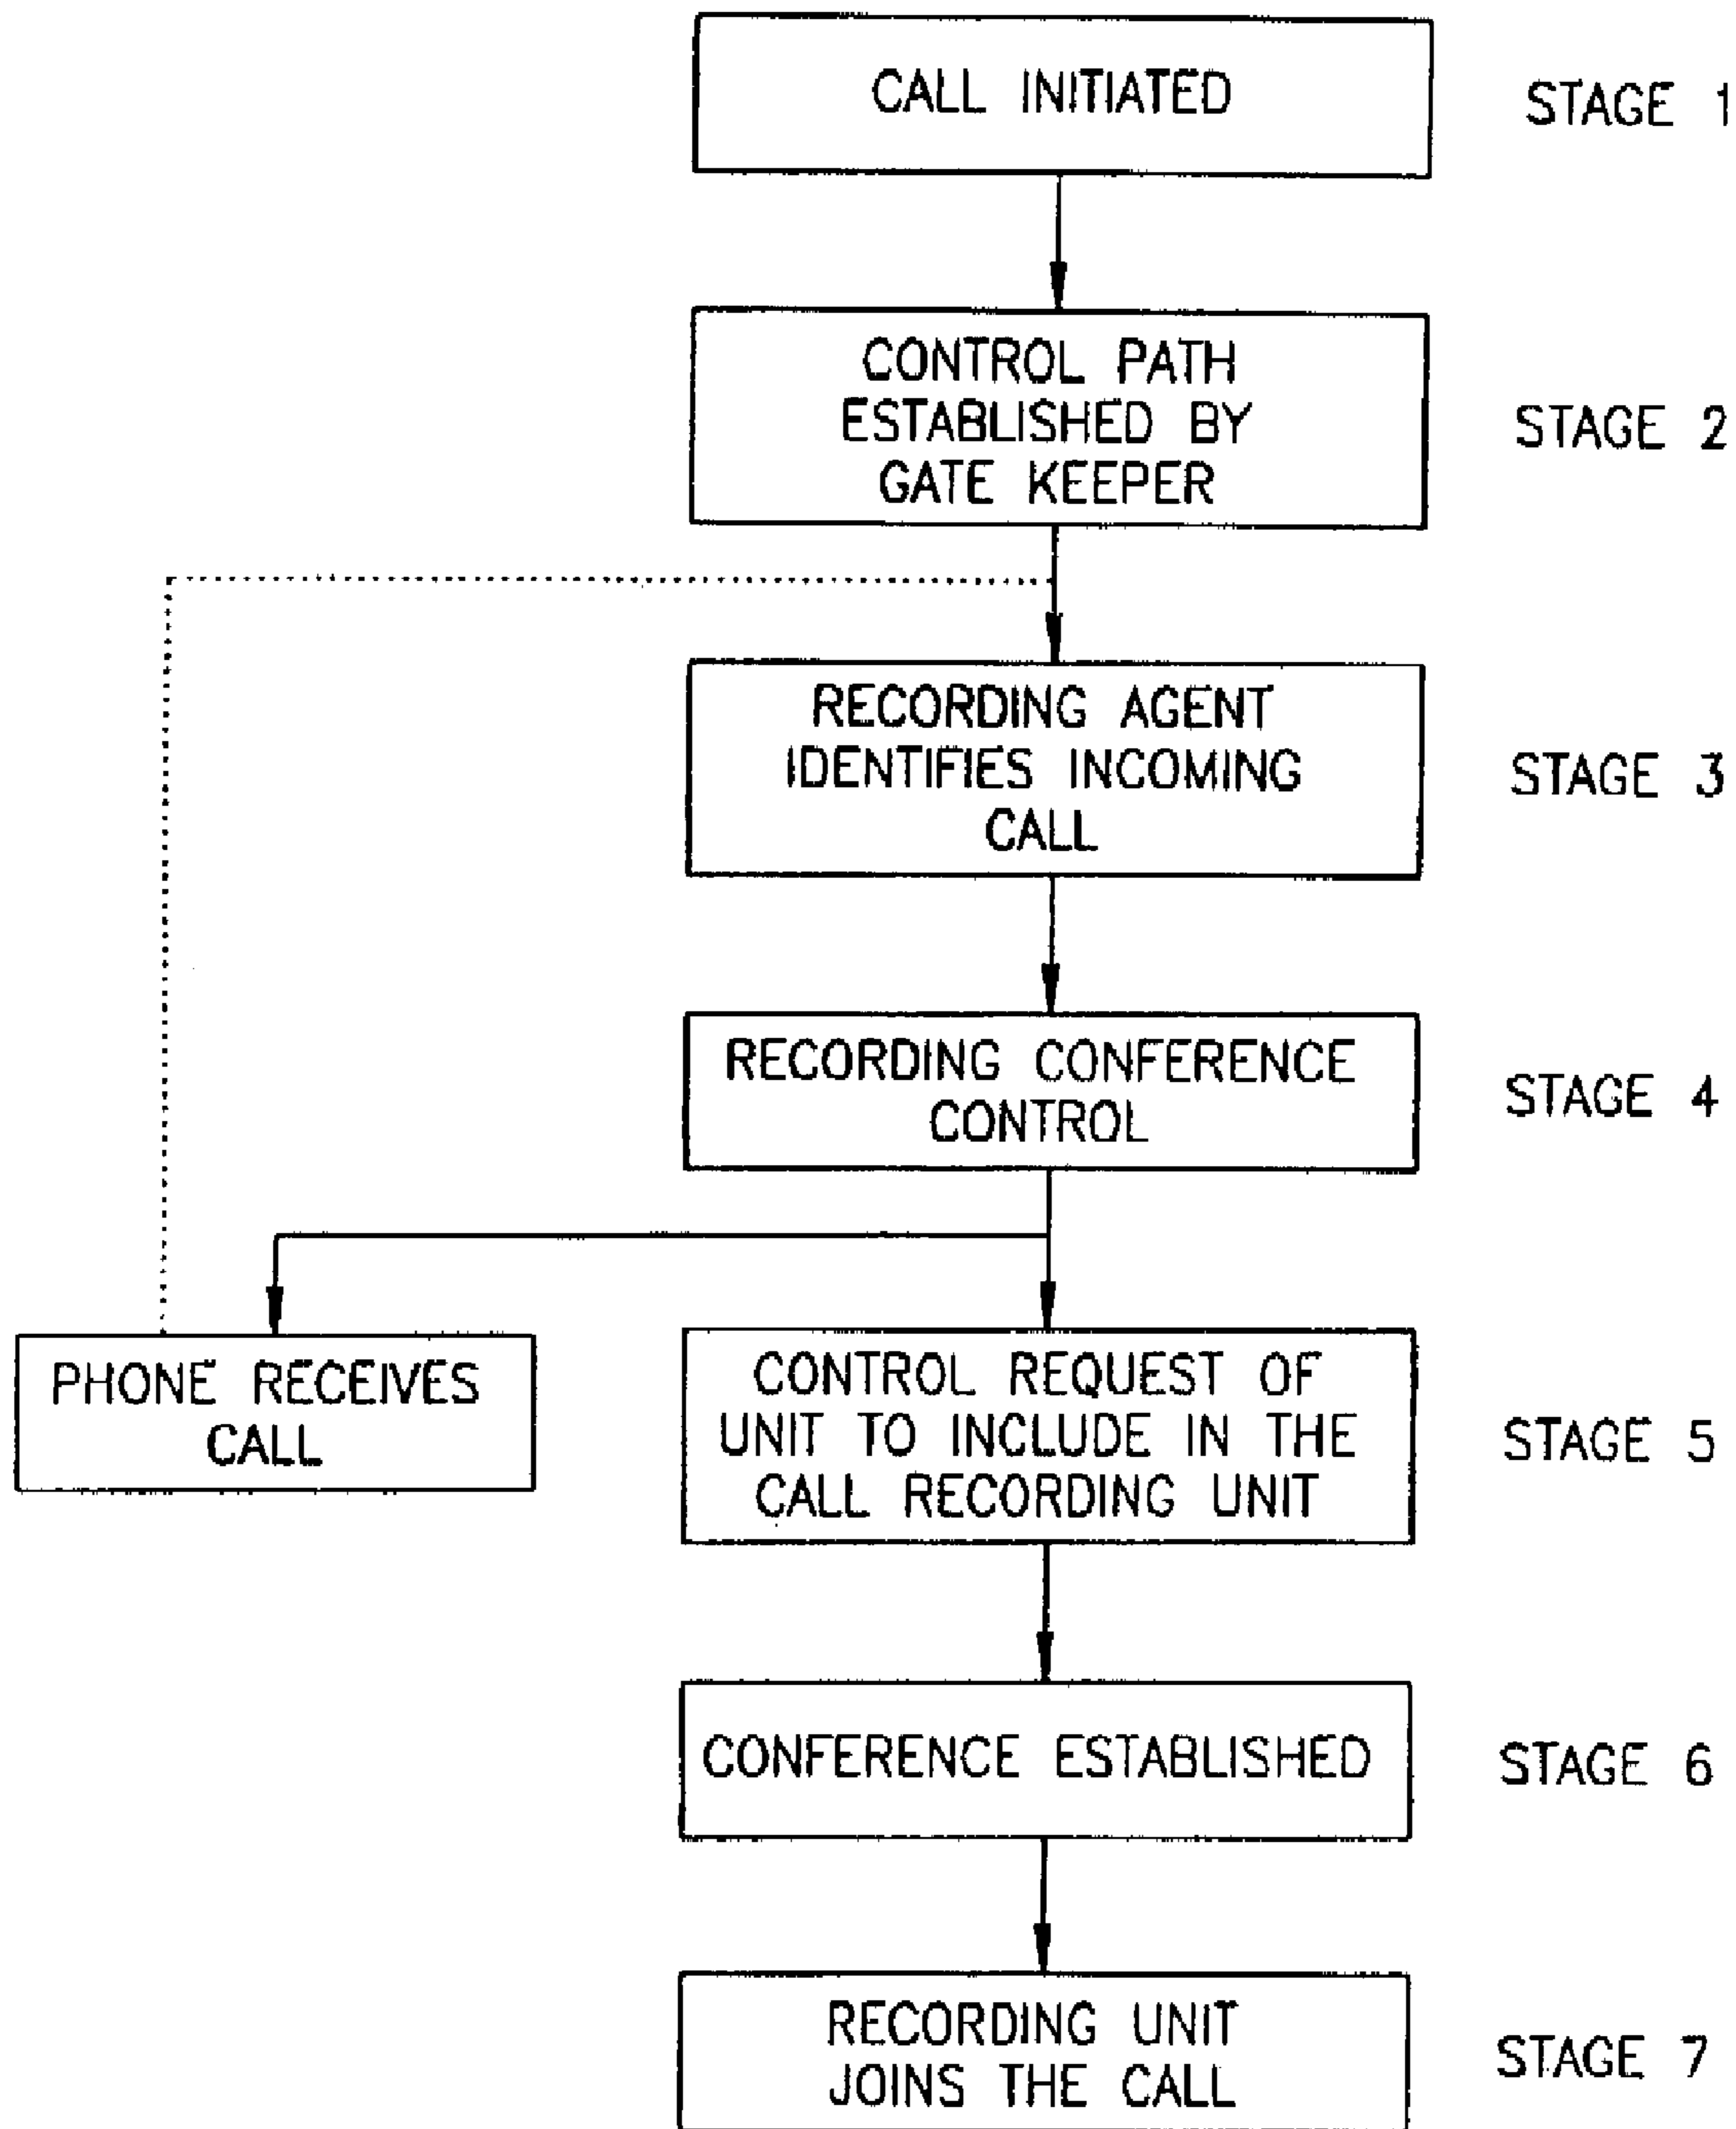 CALL INITIATED
STAGE 1
CONTROL PATH
ESTABLISHED BY
GATE KEEPER
STAGE 2
RECORDING AGENT
IDENTIFIES INCOMING
CALL
STAGE 3
RECORDING CONFERENCE
CONTROL
STAGE 4
PHONE RECEIVES
CALL
CONTROL REQUEST OF
UNIT TO INCLUDE IN THE
CALL RECORDING UNIT
STAGE 5
CONFERENCE ESTABLISHED
STAGE 6
RECORDING UNIT
JOINS THE CALL
STAGE 7